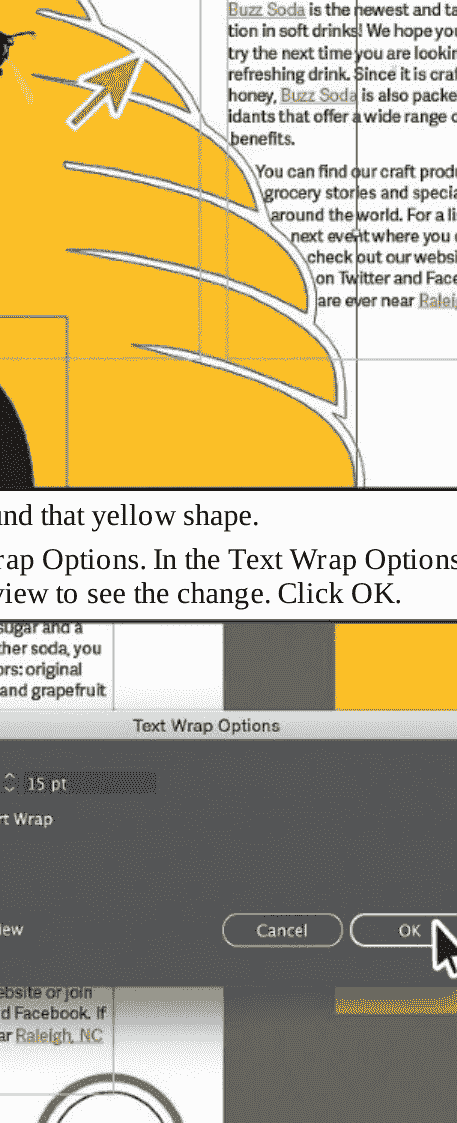 Buzz Soda is the newest and ta
tion in soft drinks! We hope you
try the next time you are lookin
refreshing drink. Since it is craf
honey, Buzz Soda is also packe
idants that offer a wide range o
benefits.
You can find our craft produ
grocery stories and specia
around the world. For a li
next event where you c
check out our websi
on Twitter and Face
are ever near Raleig
und that yellow shape.
rap Options. In the Text Wrap Options
view to see the change. Click OK.
sugar and a
ther soda, you
ors: original
and grapefruit
Text Wrap Options
15 pt
rt Wrap
iew
Cancel
OK
ebsite or join
d Facebook. If
ar Raleigh, NC